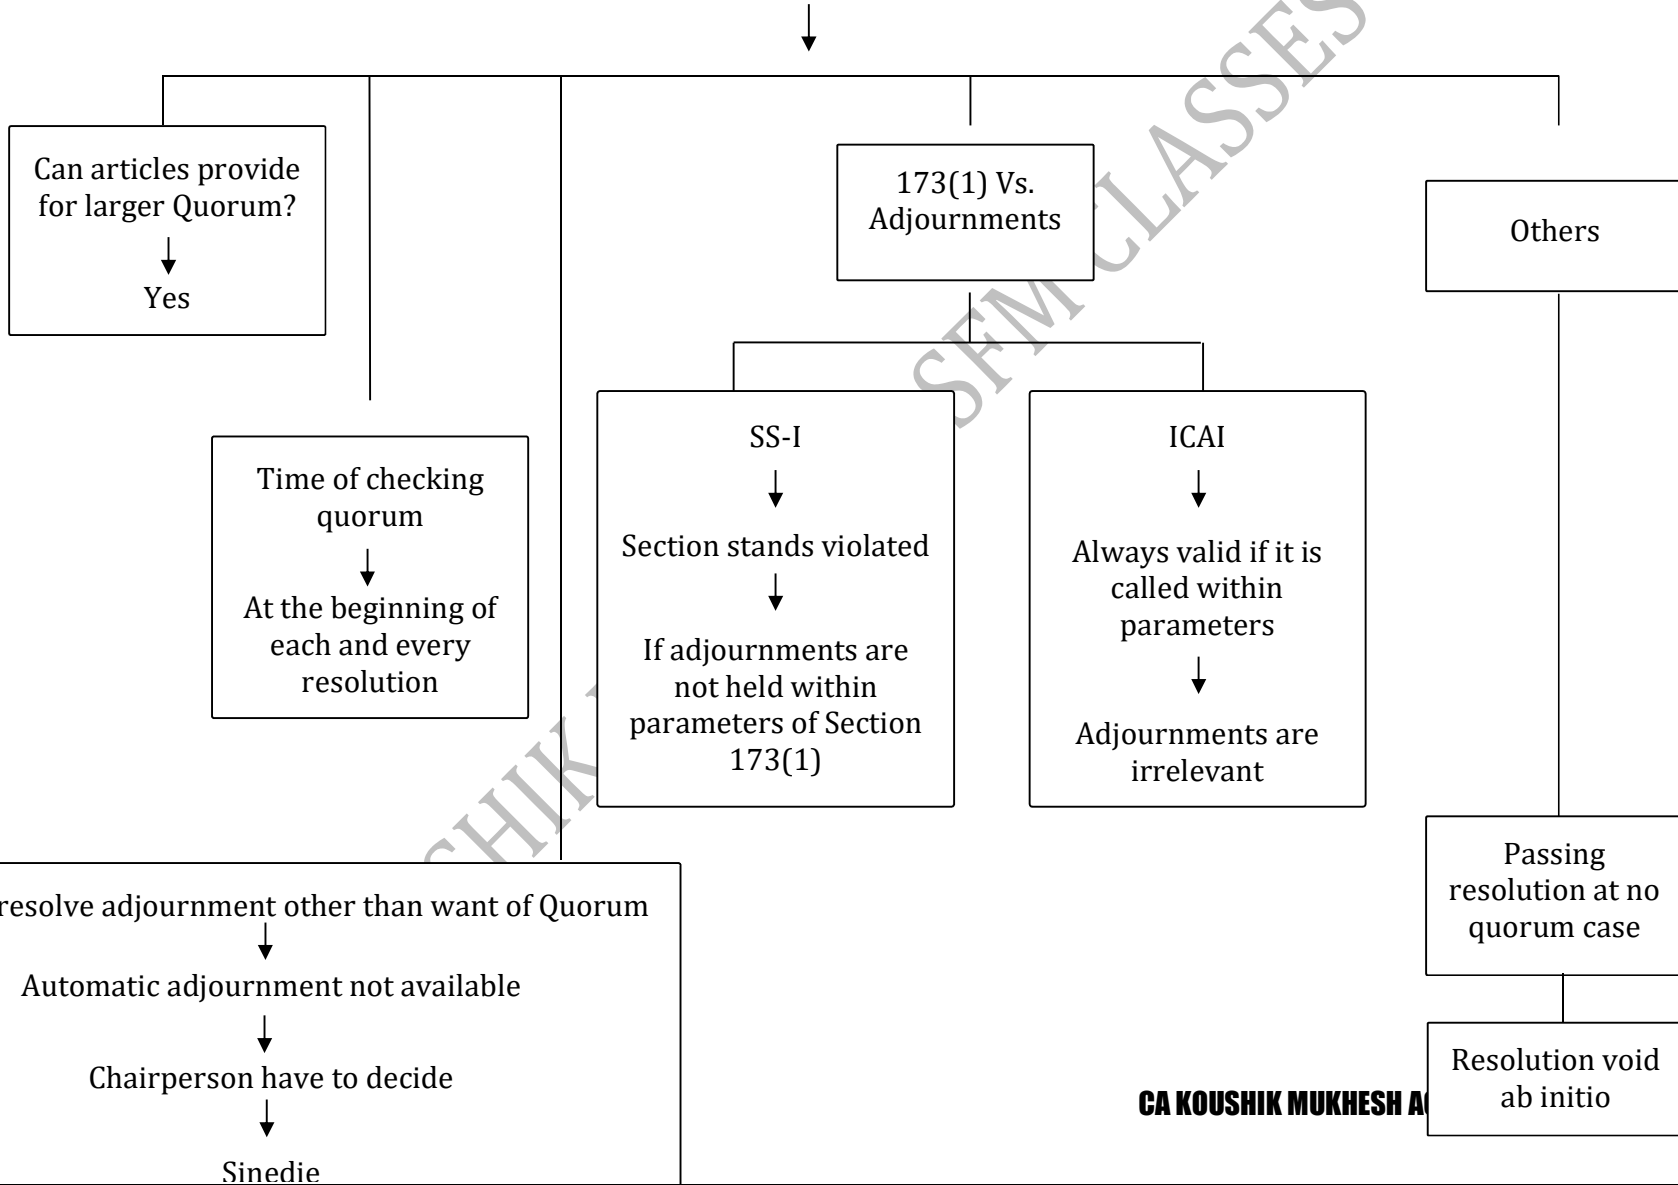 Can articles provide
for larger Quorum?
Yes
Time of checking
quorum
At the beginning of
each and every
resolution
resolve adjournment other than want of Quorum
Automatic adjournment not available
Chairperson have to decide
Sinedie
173(1) Vs.
Adjournments
SS-I
Section stands violated
If adjournments are
not held within
parameters of Section
173(1)
ICAI
Always valid if it is
called within
parameters
Adjournments are
irrelevant
Others
Passing
resolution at no
quorum case
Resolution void
ab initio
SFM CLASSES
CA KOUSHIK MUKHESH